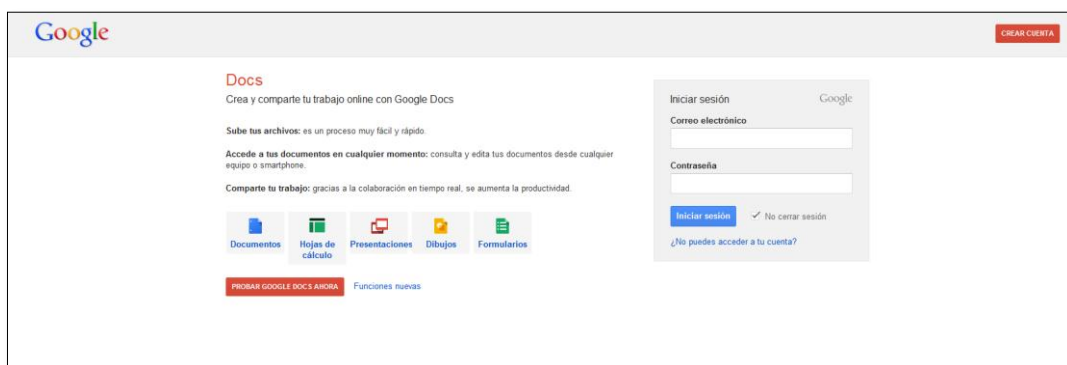 Google
CREAR CUENTA
Docs
Crea y comparte tu trabajo online con Google Docs
Sube tus archivos: es un proceso muy fácil y rápido.
Accede a tus documentos en cualquier momento: consulta y edita tus documentos desde cualquier
equipo o smartphone.
Comparte tu trabajo: gracias a la colaboración en tiempo real, se aumenta la productividad.
Documentos
Hojas de
cálculo
Presentaciones
Dibujos
Formularios
PROBAR GOOGLE DOCS AHORA
Funciones nuevas
Iniciar sesión
Google
Correo electrónico
Contraseña
Iniciar sesión
No cerrar sesión
¿No puedes acceder a tu cuenta?